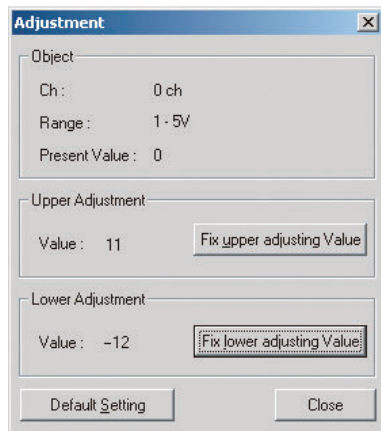 Adjustment
Object
Ch : 0 ch
Range : 1 - 5V
Present Value : 0
Upper Adjustment
Value : 11 Fix upper adjusting Value
Lower Adjustment
Value : −12 Fix lower adjusting Value
Default Setting Close